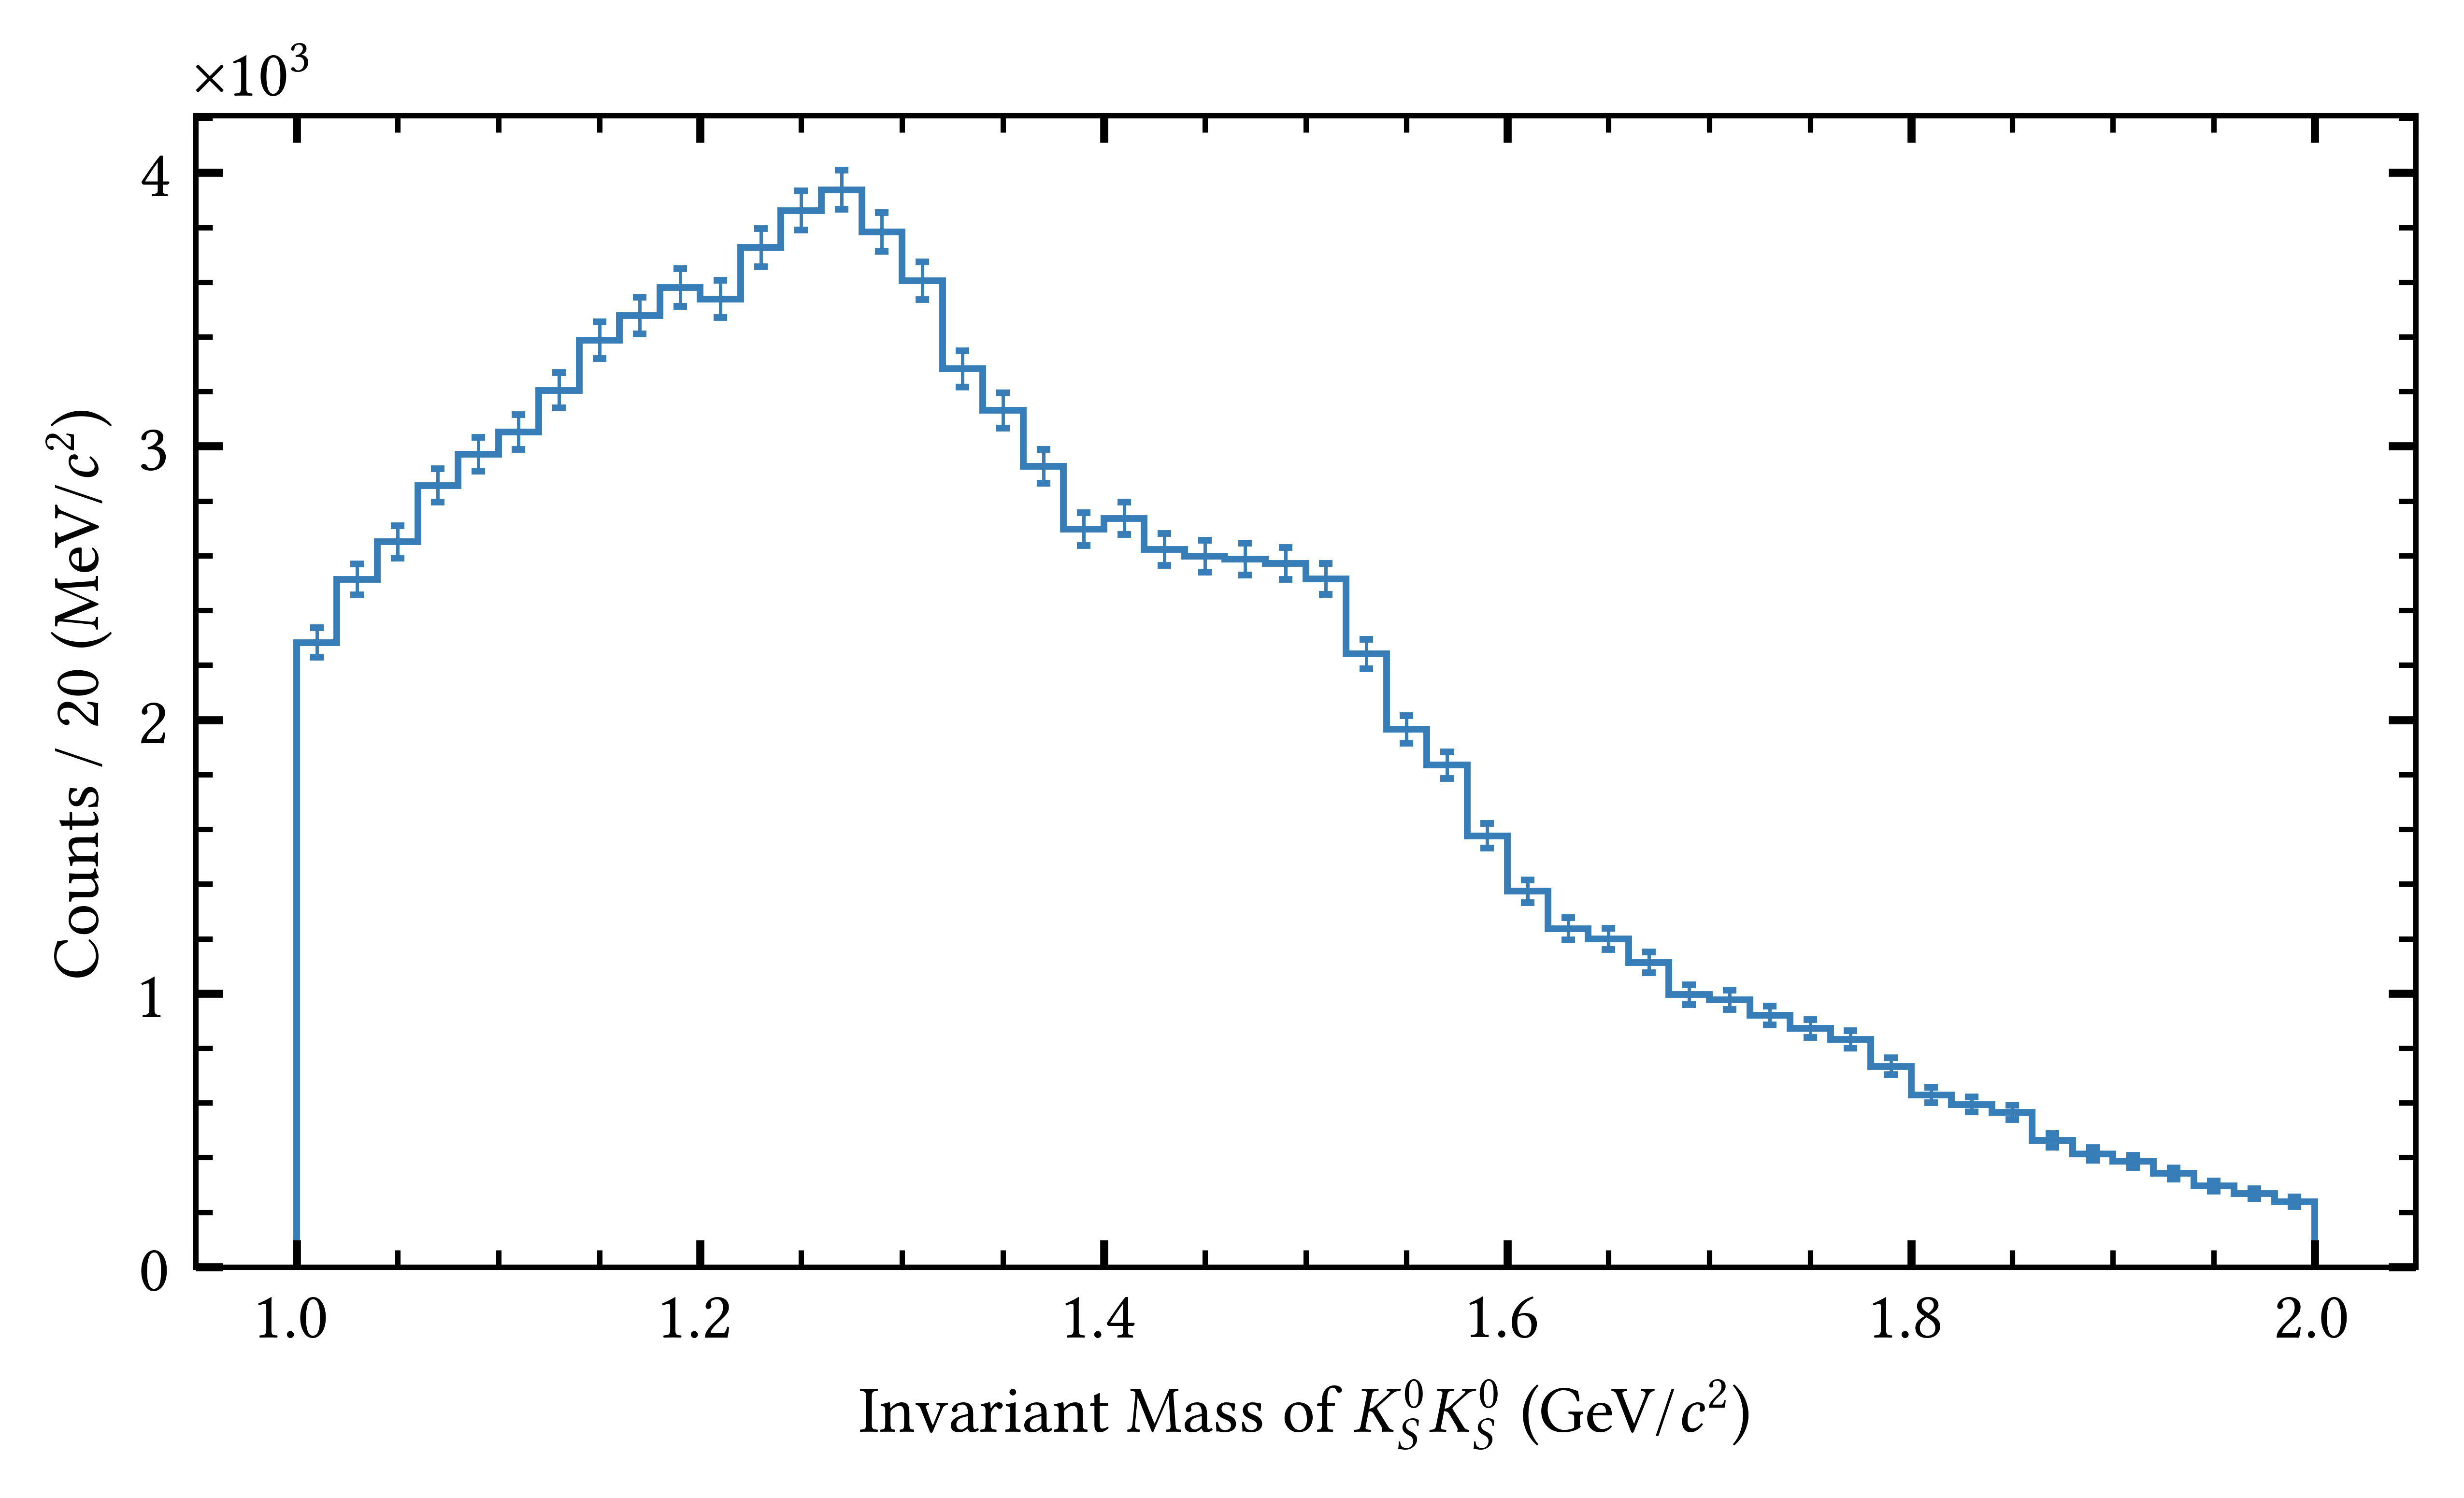 ×10³
4
3
2
1
0
Counts / 20 (MeV/c²)
1.0 1.2 1.4 1.6 1.8 2.0
Invariant Mass of K⁰_S K⁰_S (GeV/c²)